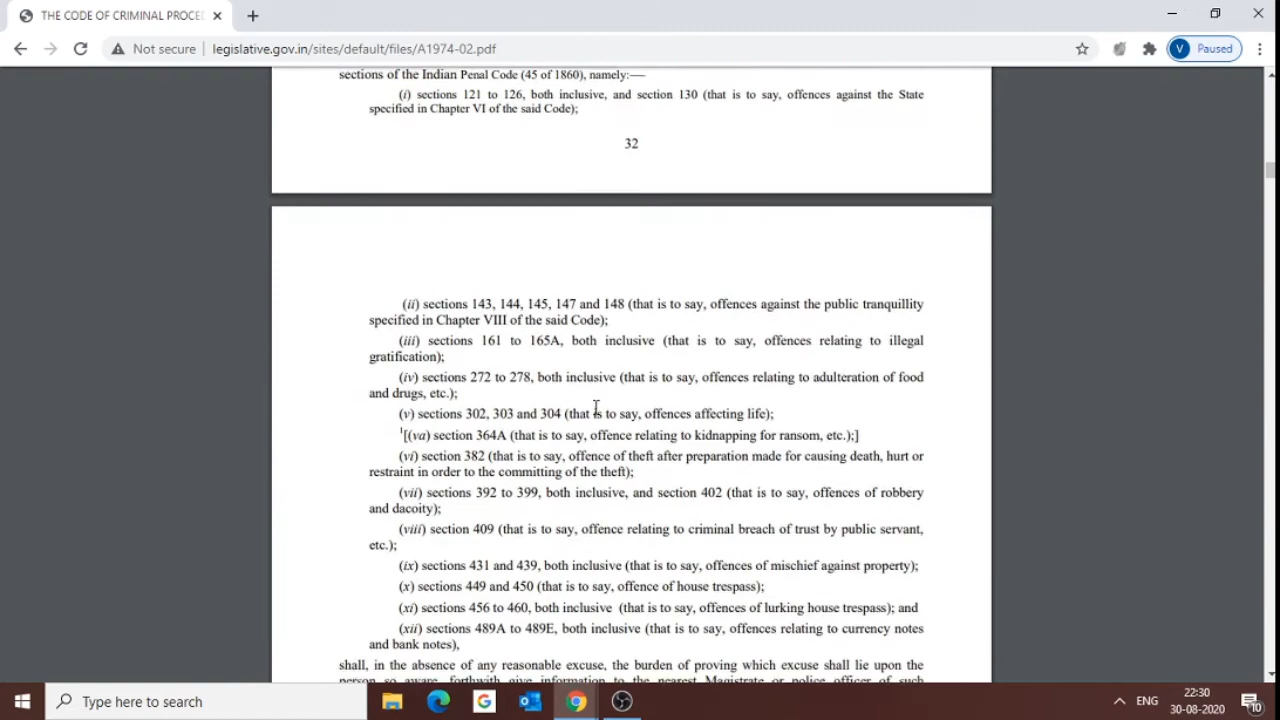 THE CODE OF CRIMINAL PROCED
Not secure
legislative.gov.in/sites/default/files/A1974-02.pdf
V
Paused
sections of the Indian Penal Code (45 of 1860), namely:—
(i) sections 121 to 126, both inclusive, and section 130 (that is to say, offences against the State
specified in Chapter VI of the said Code);
32
(ii) sections 143, 144, 145, 147 and 148 (that is to say, offences against the public tranquillity
specified in Chapter VIII of the said Code);
(iii) sections 161 to 165A, both inclusive (that is to say, offences relating to illegal
gratification);
(iv) sections 272 to 278, both inclusive (that is to say, offences relating to adulteration of food
and drugs, etc.);
(v) sections 302, 303 and 304 (that is to say, offences affecting life);
1[(va) section 364A (that is to say, offence relating to kidnapping for ransom, etc.);]
(vi) section 382 (that is to say, offence of theft after preparation made for causing death, hurt or
restraint in order to the committing of the theft);
(vii) sections 392 to 399, both inclusive, and section 402 (that is to say, offences of robbery
and dacoity);
(viii) section 409 (that is to say, offence relating to criminal breach of trust by public servant,
etc.);
(ix) sections 431 and 439, both inclusive (that is to say, offences of mischief against property);
(x) sections 449 and 450 (that is to say, offence of house trespass);
(xi) sections 456 to 460, both inclusive (that is to say, offences of lurking house trespass); and
(xii) sections 489A to 489E, both inclusive (that is to say, offences relating to currency notes
and bank notes),
shall, in the absence of any reasonable excuse, the burden of proving which excuse shall lie upon the
person so aware, forthwith give information to the nearest Magistrate or police officer of such
Type here to search
ENG
22:30
30-08-2020
10